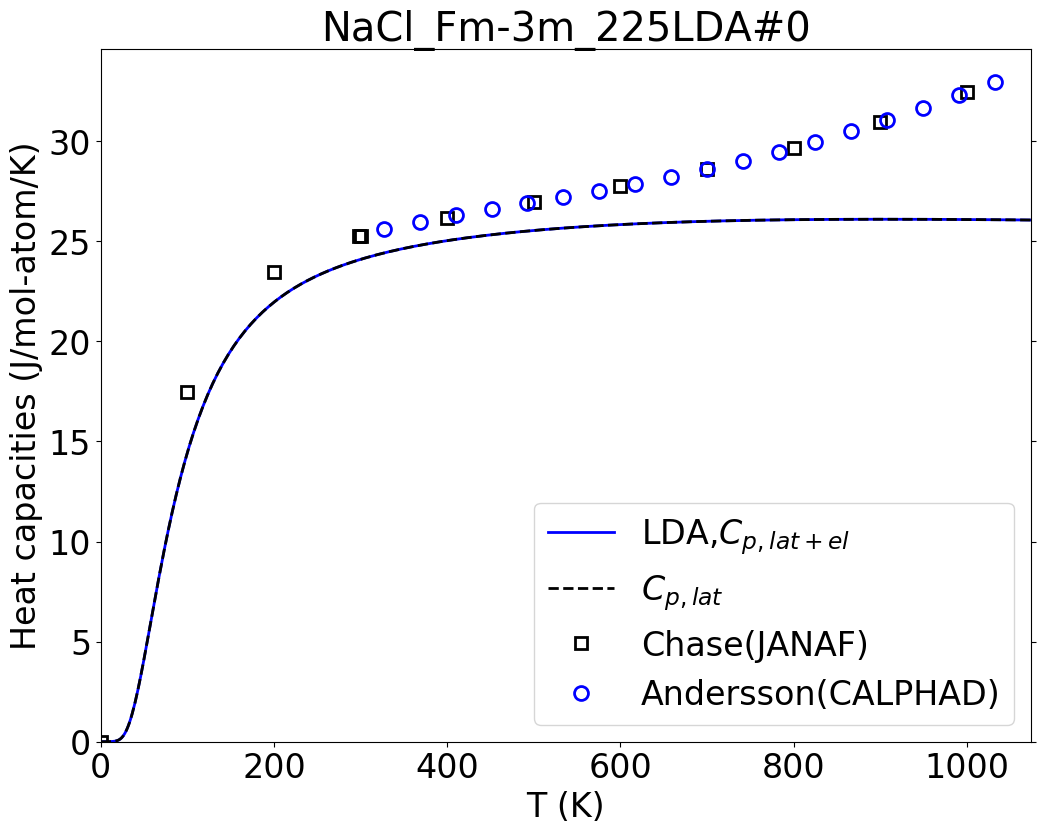 NaCl_Fm-3m_225LDA#0
Heat capacities (J/mol-atom/K)
30
25
20
15
10
5
0
LDA,C_{p,lat+el}
C_{p,lat}
Chase(JANAF)
Andersson(CALPHAD)
0 200 400 600 800 1000
T (K)